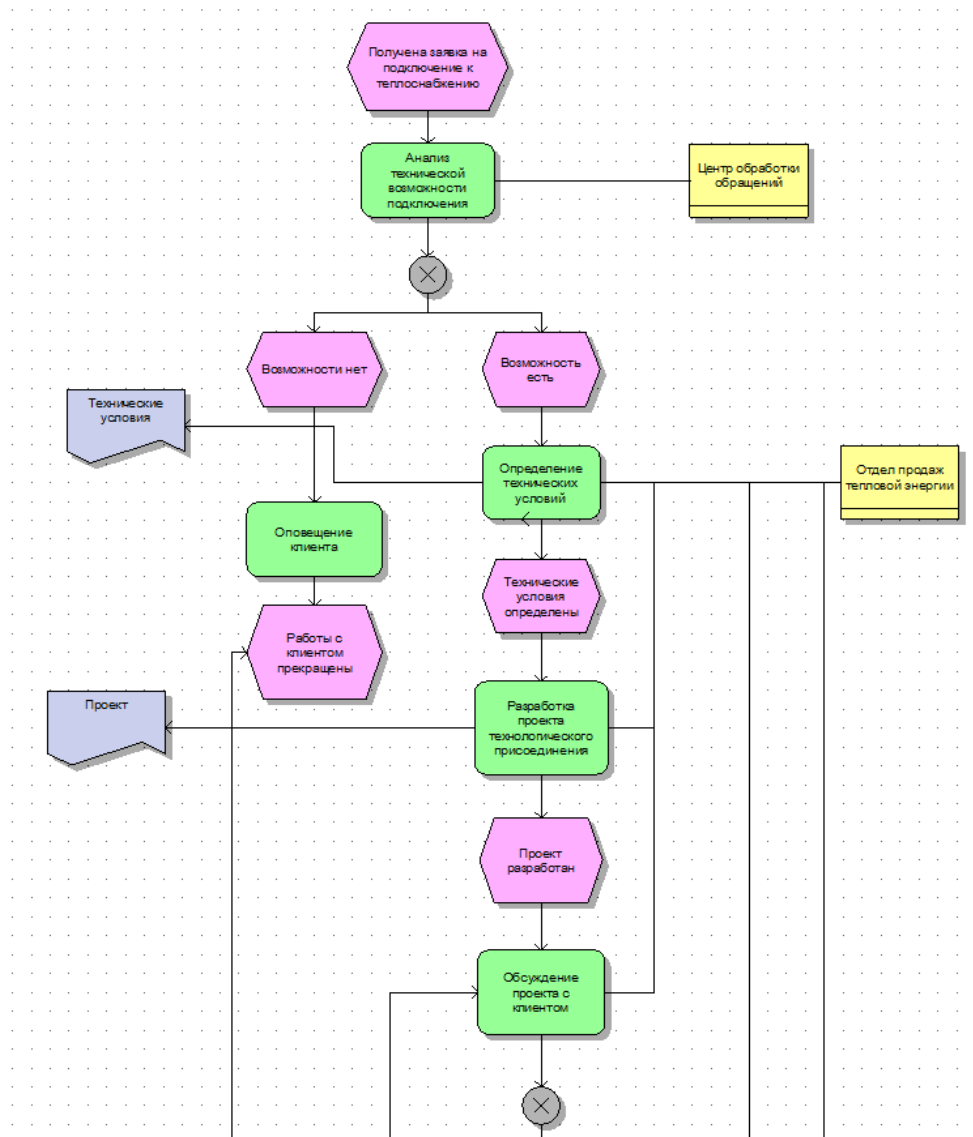 Получена заявка на
подключение к
теплоснабжению
Анализ
технической
возможности
подключения
Центр обработки
обращений
Возможности нет
Возможность
есть
Технические
условия
Определение
технических
условий
Отдел продаж
тепловой энергии
Оповещение
клиента
Технические
условия
определены
Работы с
клиентом
прекращены
Проект
Разработка
проекта
технологического
присоединения
Проект
разработан
Обсуждение
проекта с
клиентом